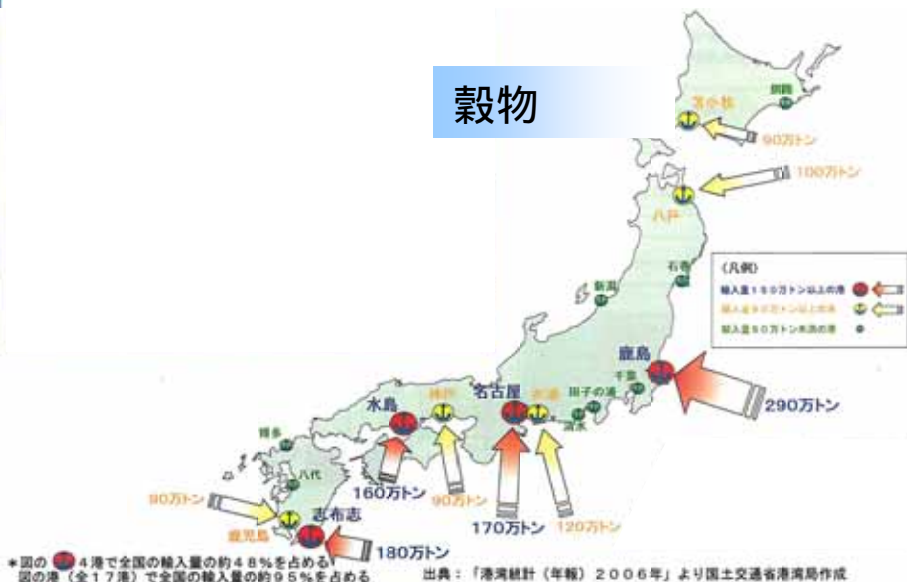 穀物
釧路
苫小牧
90万トン
100万トン
八戸
石巻
新潟
(凡例)
輸入量150万トン以上の港
輸入量90万トン以上の港
輸入量90万トン未満の港
鹿島
千葉
290万トン
名古屋
衣浦
田子の浦
清水
水島
神戸
160万トン
90万トン
170万トン
120万トン
博多
八代
90万トン
鹿児島
志布志
180万トン
*図の 4港で全国の輸入量の約48%を占める
図の港(全17港)で全国の輸入量の約95%を占める
出典:「港湾統計(年報)2006年」より国土交通省港湾局作成